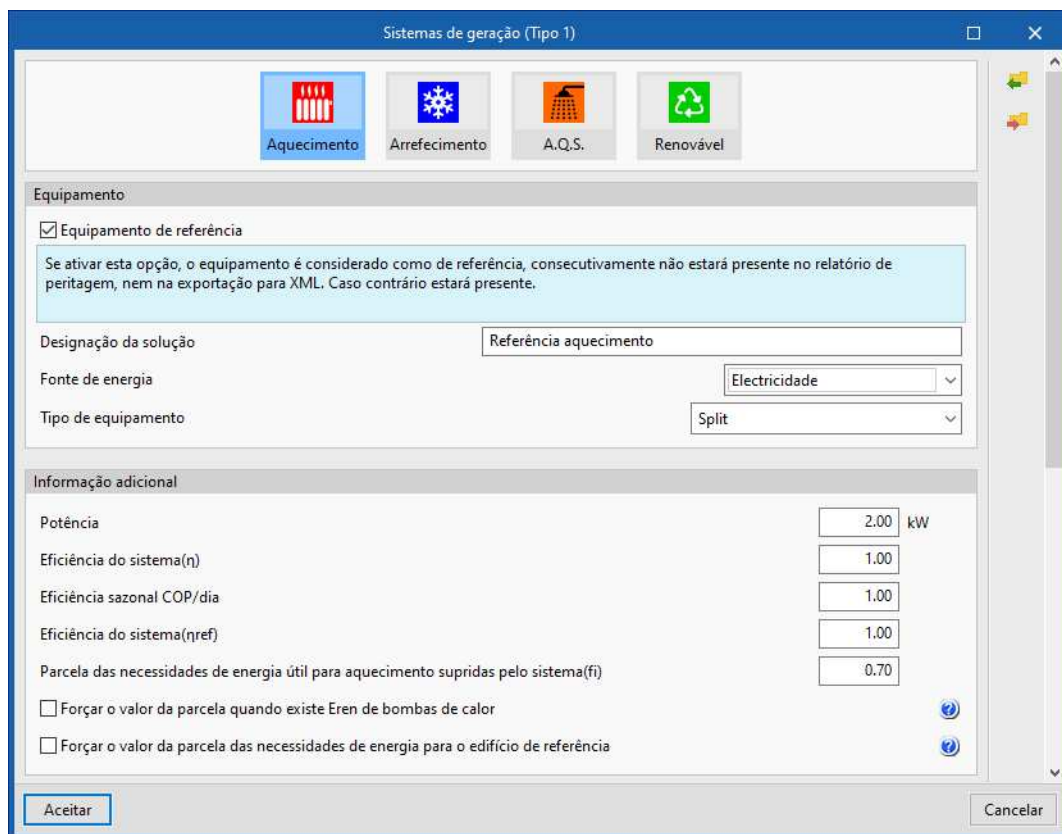 Sistemas de geração (Tipo 1)
Aquecimento
Arrefecimento
A.Q.S.
Renovável
Equipamento
Equipamento de referência
Se ativar esta opção, o equipamento é considerado como de referência, consecutivamente não estará presente no relatório de
peritagem, nem na exportação para XML. Caso contrário estará presente.
Designação da solução Referência aquecimento
Fonte de energia Electricidade
Tipo de equipamento Split
Informação adicional
Potência 2.00 kW
Eficiência do sistema(η) 1.00
Eficiência sazonal COP/dia 1.00
Eficiência do sistema(ηref) 1.00
Parcela das necessidades de energia útil para aquecimento supridas pelo sistema(fi) 0.70
Forçar o valor da parcela quando existe Eren de bombas de calor
Forçar o valor da parcela das necessidades de energia para o edifício de referência
Aceitar Cancelar